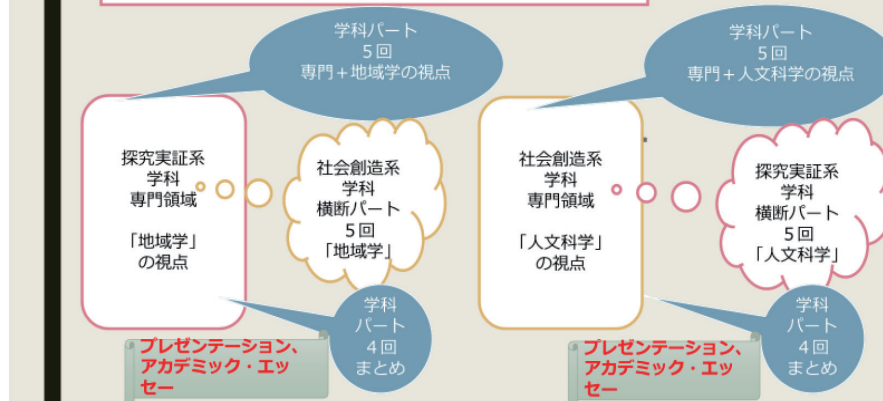 学科パート
5回
専門＋地域学の視点
学科パート
5回
専門＋人文科学の視点
探究実証系
学科
専門領域
「地域学」
の視点
社会創造系
学科
横断パート
5回
「地域学」
社会創造系
学科
専門領域
「人文科学」
の視点
探究実証系
学科
横断パート
5回
「人文科学」
学科
パート
4回
まとめ
学科
パート
4回
まとめ
プレゼンテーション、
アカデミック・エッ
セー
プレゼンテーション、
アカデミック・エッ
セー